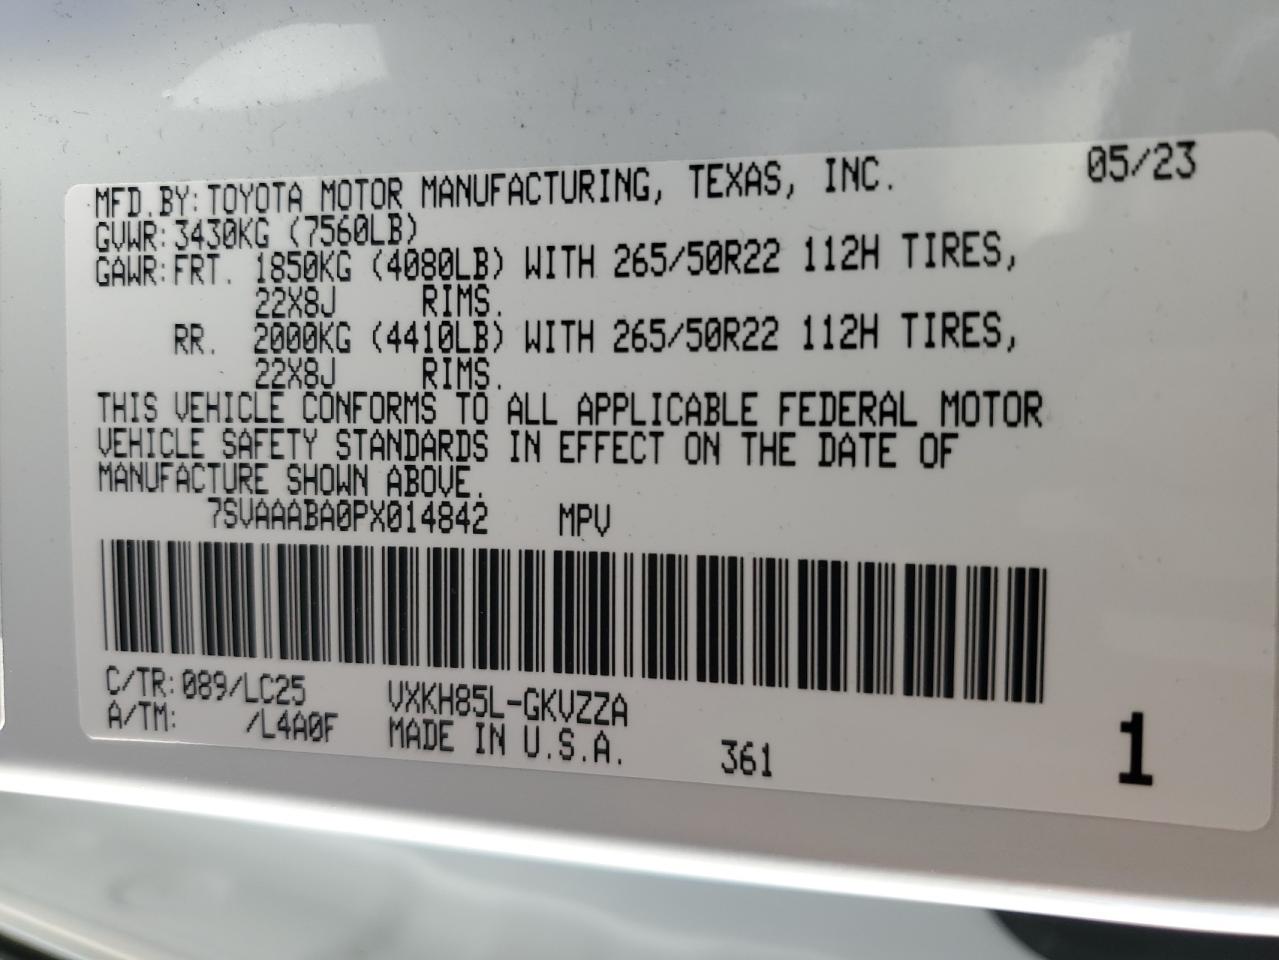 MFD.BY: TOYOTA MOTOR MANUFACTURING, TEXAS, INC. 05/23
GVWR: 3430KG (7560LB)
GAWR: FRT. 1850KG (4080LB) WITH 265/50R22 112H TIRES,
22X8J RIMS.
RR. 2000KG (4410LB) WITH 265/50R22 112H TIRES,
22X8J RIMS.
THIS VEHICLE CONFORMS TO ALL APPLICABLE FEDERAL MOTOR
VEHICLE SAFETY STANDARDS IN EFFECT ON THE DATE OF
MANUFACTURE SHOWN ABOVE.
7SVAAABA0PX014842 MPV
C/TR: 089/LC25 VXKH85L-GKVZZA
A/TM: /L4A0F MADE IN U.S.A. 361 1